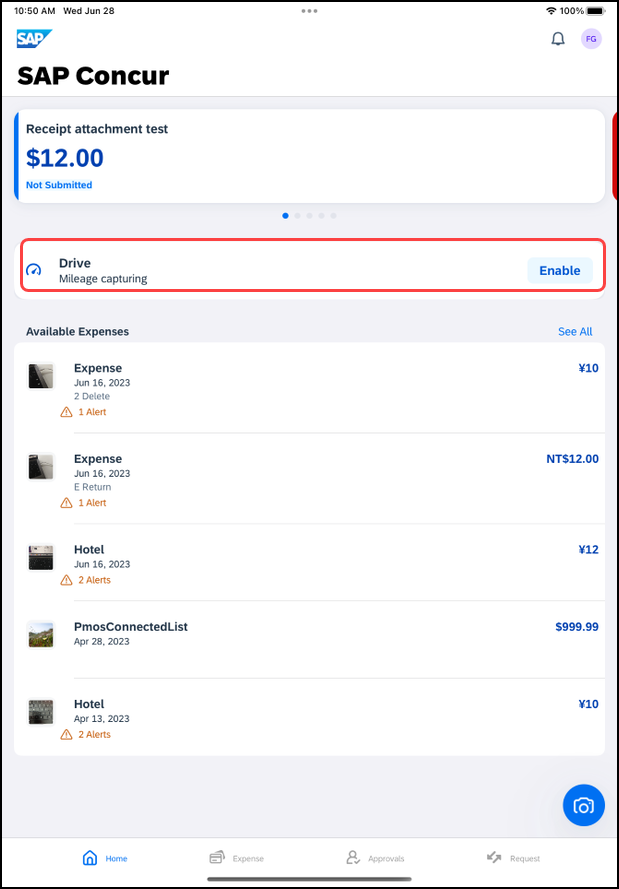 10:50 AM Wed Jun 28
100%
SAP
FG
SAP Concur
Receipt attachment test
$12.00
Not Submitted
Drive
Mileage capturing
Enable
Available Expenses
See All
Expense
¥10
Jun 16, 2023
2 Delete
1 Alert
Expense
NT$12.00
Jun 16, 2023
E Return
1 Alert
Hotel
¥12
Jun 16, 2023
2 Alerts
PmosConnectedList
$999.99
Apr 28, 2023
Hotel
¥10
Apr 13, 2023
2 Alerts
Home
Expense
Approvals
Request